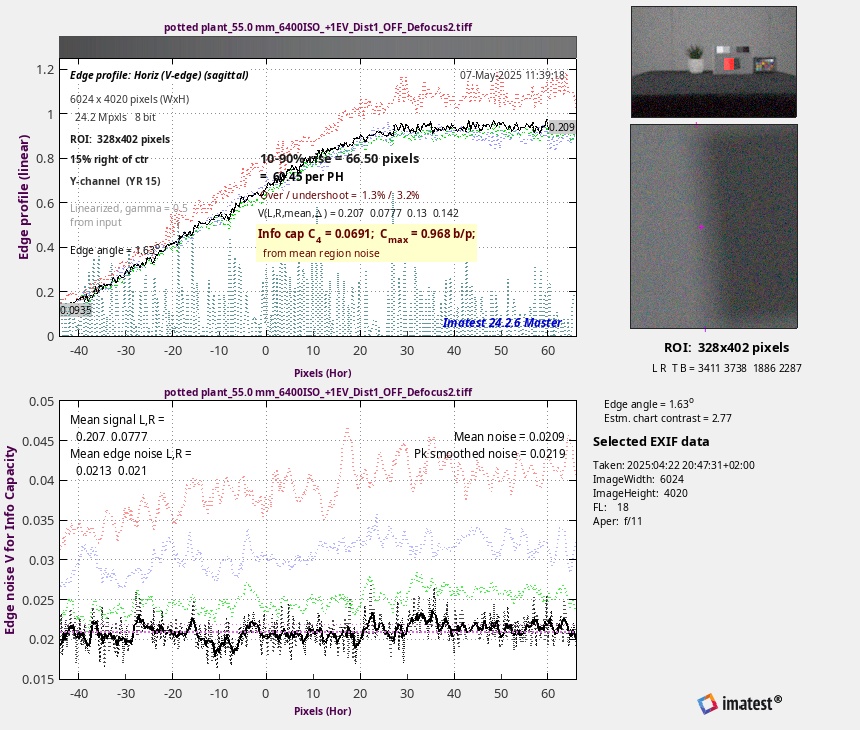 potted plant_55.0 mm_6400ISO_+1EV_Dist1_OFF_Defocus2.tiff
Edge profile: Horiz (V-edge) (sagittal)
07-May-2025 11:39:18
6024 x 4020 pixels (WxH)
24.2 Mpxls 8 bit
ROI: 328x402 pixels
15% right of ctr
Y-channel (YR 15)
Linearized, gamma = 0.5
from input
Edge angle = 1.63°
10-90% rise = 66.50 pixels
= 60.45 per PH
Over / undershoot = 1.3% / 3.2%
V(L,R,mean,Δ) = 0.207 0.0777 0.13 0.142
Info cap C4 = 0.0691; Cmax = 0.968 b/p;
from mean region noise
0.209
0.0935
Imatest 24.2.6 Master
Edge profile (linear)
1.2
1
0.8
0.6
0.4
0.2
0
-40 -30 -20 -10 0 10 20 30 40 50 60
Pixels (Hor)
potted plant_55.0 mm_6400ISO_+1EV_Dist1_OFF_Defocus2.tiff
Mean signal L,R =
0.207 0.0777
Mean edge noise L,R =
0.0213 0.021
Mean noise = 0.0209
Pk smoothed noise = 0.0219
Edge noise V for Info Capacity
0.05
0.045
0.04
0.035
0.03
0.025
0.02
0.015
-40 -30 -20 -10 0 10 20 30 40 50 60
Pixels (Hor)
ROI: 328x402 pixels
L R T B = 3411 3738 1886 2287
Edge angle = 1.63°
Estm. chart contrast = 2.77
Selected EXIF data
Taken: 2025:04:22 20:47:31+02:00
ImageWidth: 6024
ImageHeight: 4020
FL: 18
Aper: f/11
imatest®